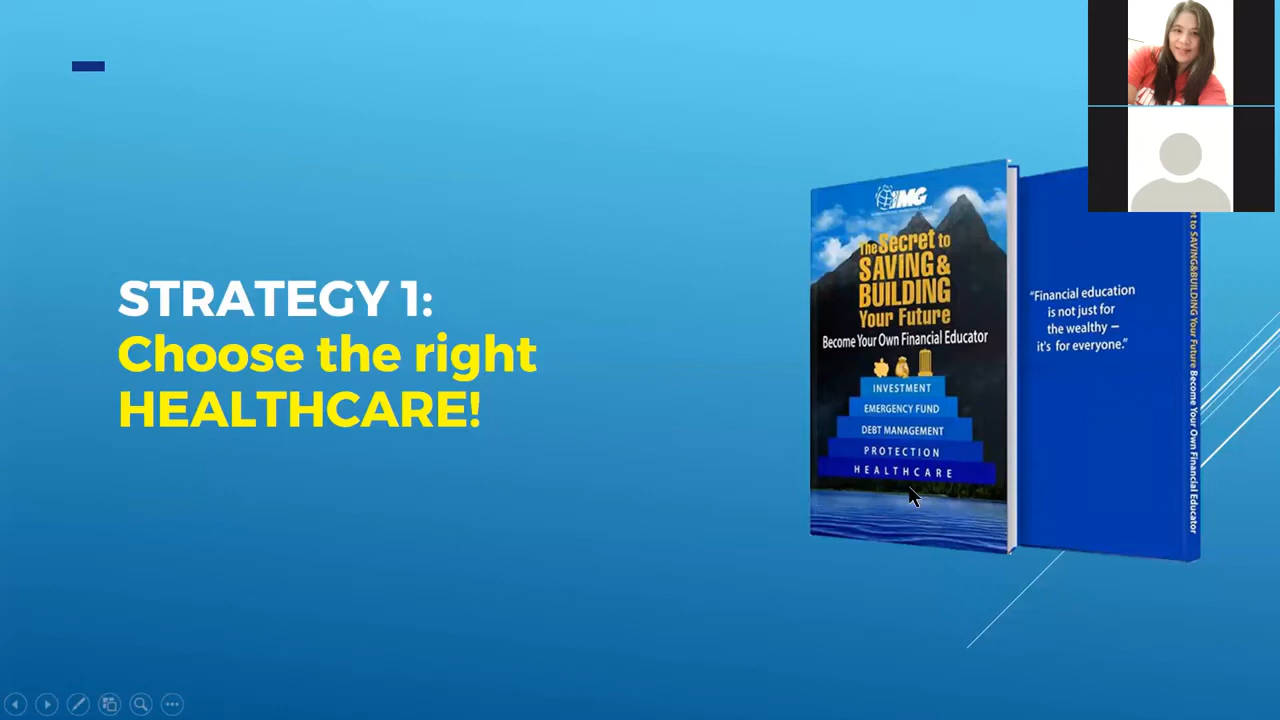 STRATEGY 1:
Choose the right
HEALTHCARE!
IMG
The Secret to
SAVING &
BUILDING
Your Future
Become Your Own Financial Educator
INVESTMENT
EMERGENCY FUND
DEBT MANAGEMENT
PROTECTION
HEALTHCARE
"Financial education
is not just for
the wealthy –
it's for everyone."
to SAVING&BUILDING Your Future Become Your Own Financial Educator